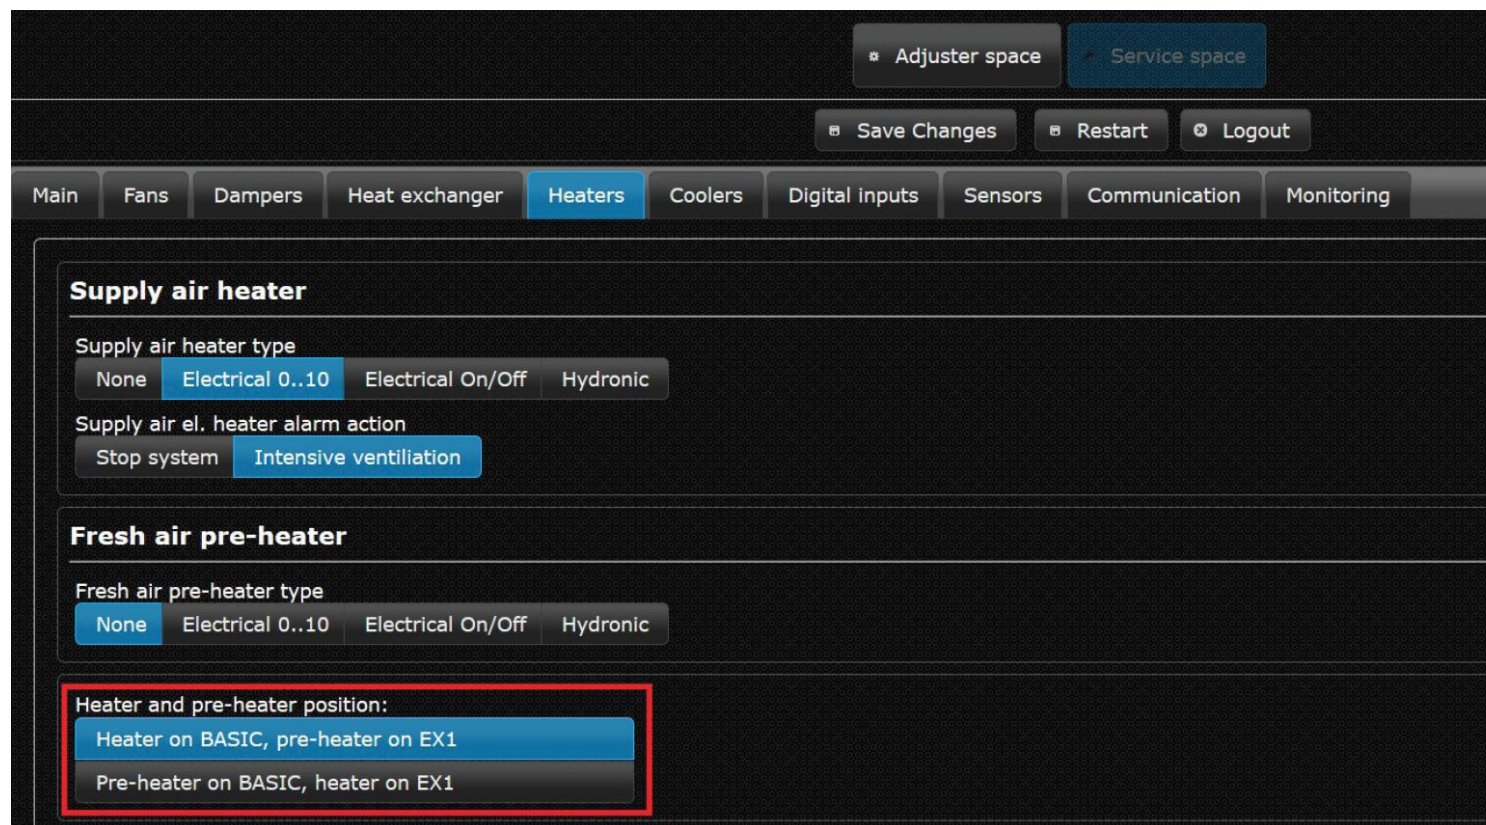 Adjuster space Service space
Save Changes Restart Logout
Main Fans Dampers Heat exchanger Heaters Coolers Digital inputs Sensors Communication Monitoring
Supply air heater
Supply air heater type
None Electrical 0..10 Electrical On/Off Hydronic
Supply air el. heater alarm action
Stop system Intensive ventiliation
Fresh air pre-heater
Fresh air pre-heater type
None Electrical 0..10 Electrical On/Off Hydronic
Heater and pre-heater position:
Heater on BASIC, pre-heater on EX1
Pre-heater on BASIC, heater on EX1